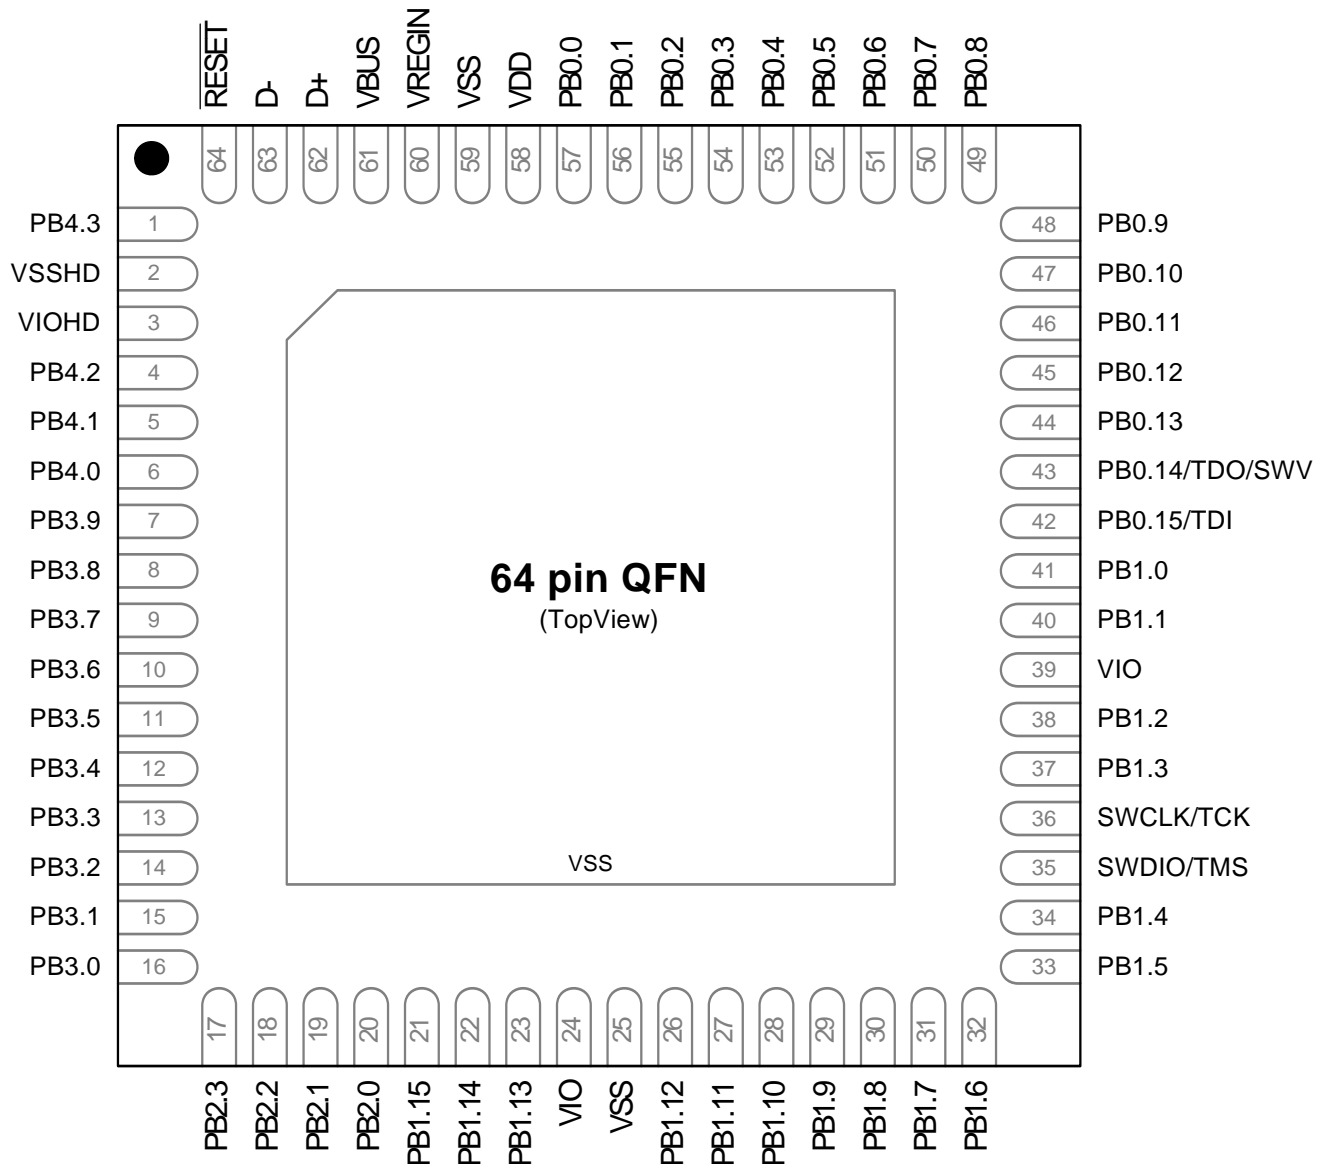 RESET
D-
D+
VBUS
VREGIN
VSS
VDD
PB0.0
PB0.1
PB0.2
PB0.3
PB0.4
PB0.5
PB0.6
PB0.7
PB0.8
64
63
62
61
60
59
58
57
56
55
54
53
52
51
50
49
PB4.3 1
VSSHD 2
VIOHD 3
PB4.2 4
PB4.1 5
PB4.0 6
PB3.9 7
PB3.8 8
PB3.7 9
PB3.6 10
PB3.5 11
PB3.4 12
PB3.3 13
PB3.2 14
PB3.1 15
PB3.0 16
64 pin QFN
(TopView)
VSS
48 PB0.9
47 PB0.10
46 PB0.11
45 PB0.12
44 PB0.13
43 PB0.14/TDO/SWV
42 PB0.15/TDI
41 PB1.0
40 PB1.1
39 VIO
38 PB1.2
37 PB1.3
36 SWCLK/TCK
35 SWDIO/TMS
34 PB1.4
33 PB1.5
17
18
19
20
21
22
23
24
25
26
27
28
29
30
31
32
PB2.3
PB2.2
PB2.1
PB2.0
PB1.15
PB1.14
PB1.13
VIO
VSS
PB1.12
PB1.11
PB1.10
PB1.9
PB1.8
PB1.7
PB1.6